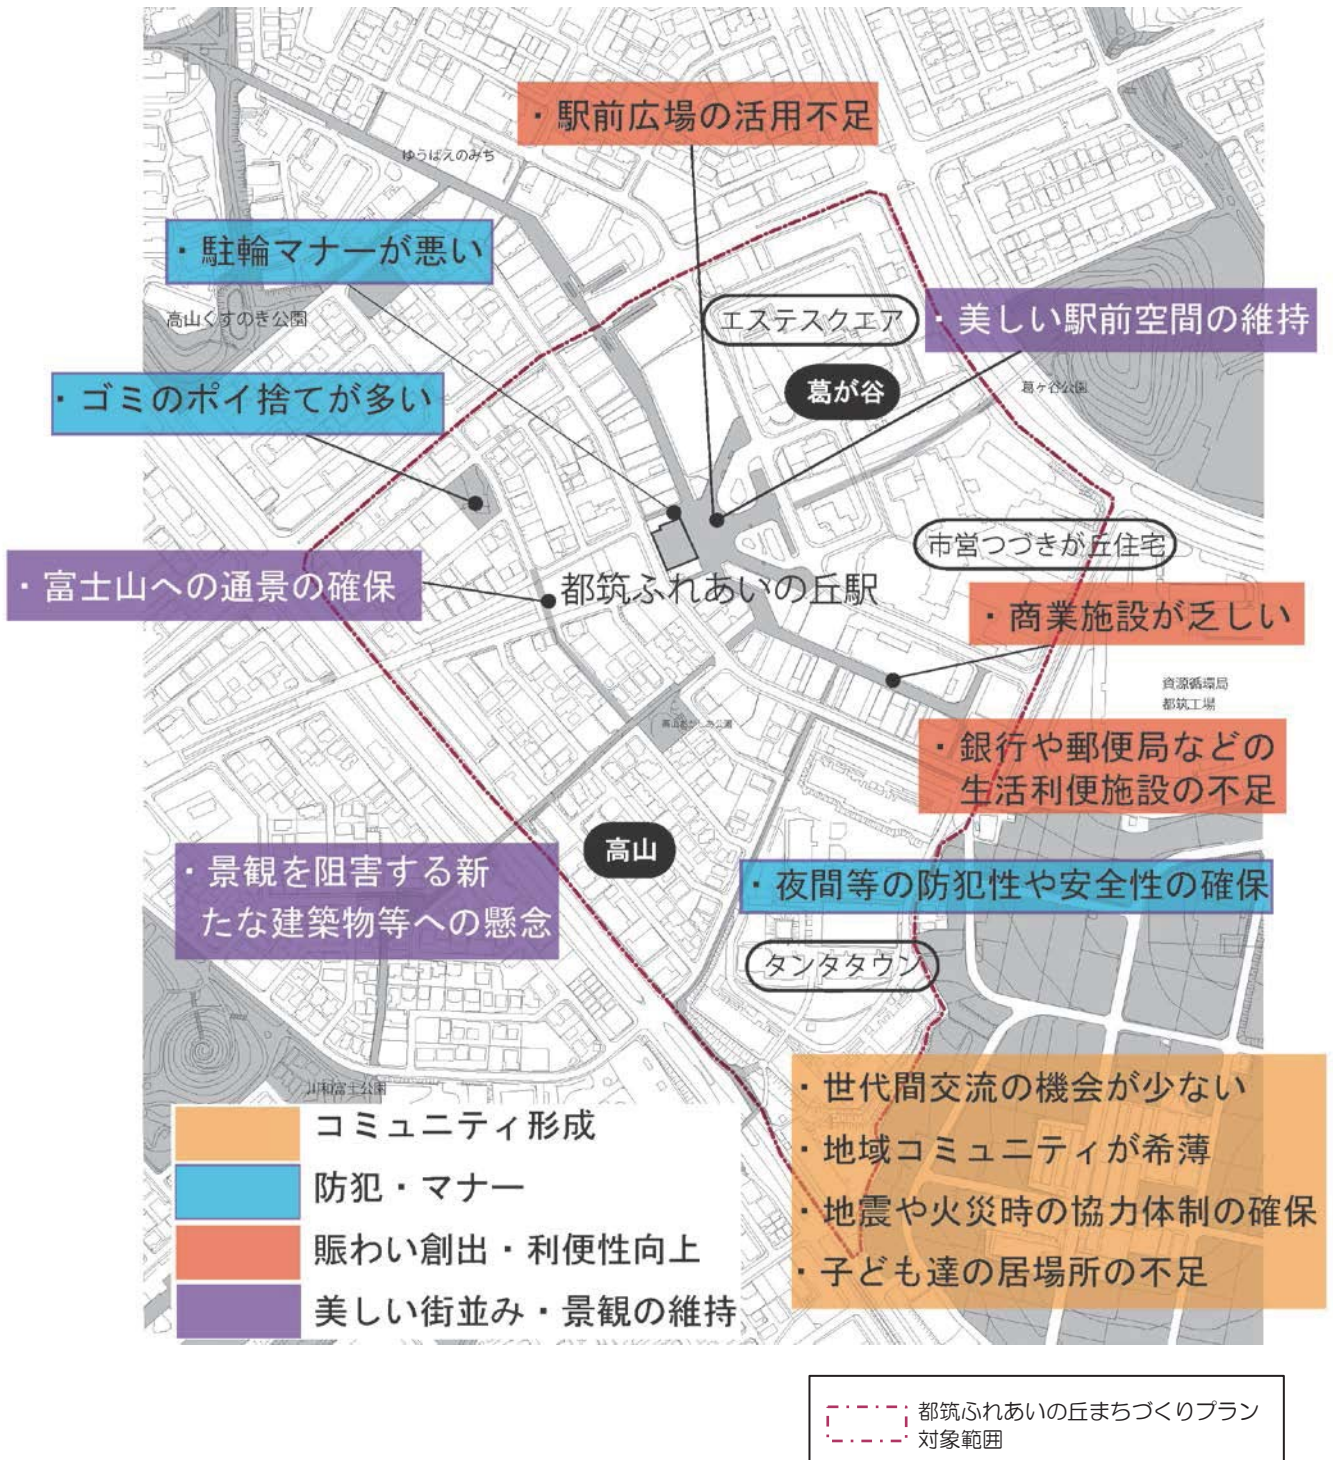 ・駅前広場の活用不足
ゆうばえのみち
・駐輪マナーが悪い
高山くすのき公園
エステスクエア
・美しい駅前空間の維持
葛が谷
葛ヶ谷公園
・ゴミのポイ捨てが多い
市営つづきが丘住宅
・富士山への通景の確保
都筑ふれあいの丘駅
・商業施設が乏しい
資源循環局
都筑工場
・銀行や郵便局などの
生活利便施設の不足
高山
・景観を阻害する新
たな建築物等への懸念
・夜間等の防犯性や安全性の確保
タンタタウン
川和富士公園
・世代間交流の機会が少ない
・地域コミュニティが希薄
・地震や火災時の協力体制の確保
・子ども達の居場所の不足
コミュニティ形成
防犯・マナー
賑わい創出・利便性向上
美しい街並み・景観の維持
都筑ふれあいの丘まちづくりプラン
対象範囲